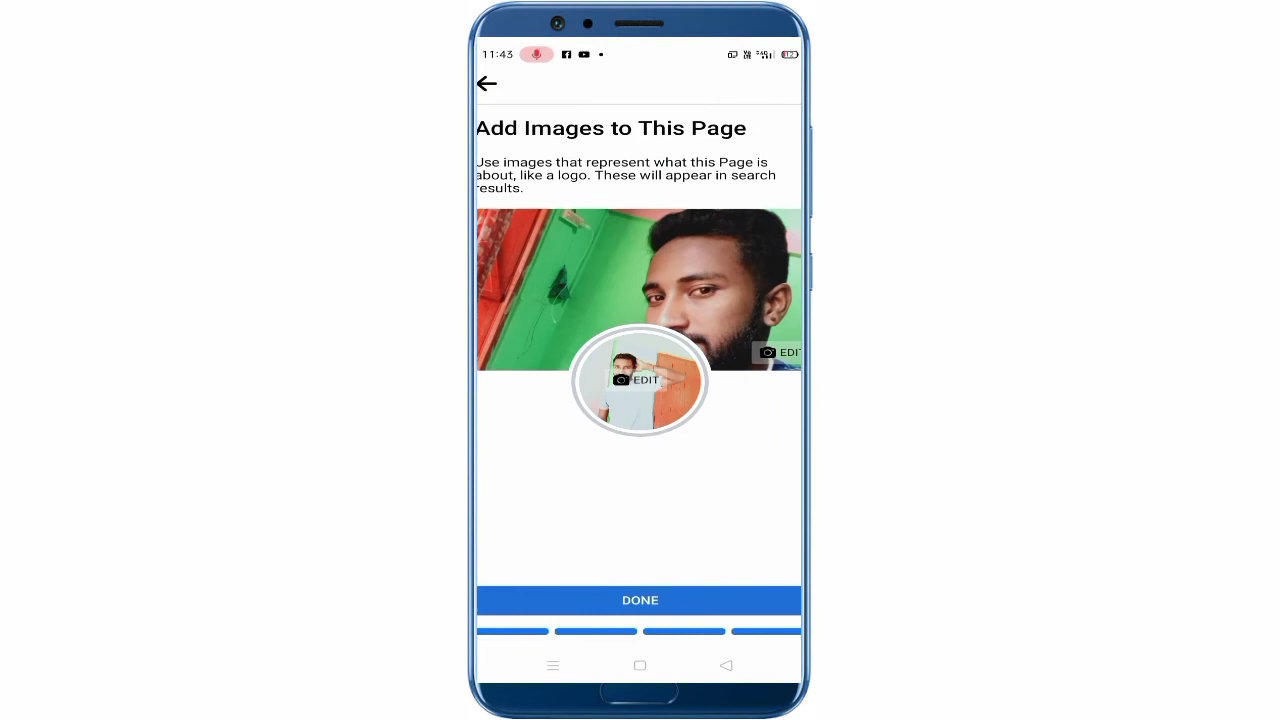 11:43
Add Images to This Page
Use images that represent what this Page is
about, like a logo. These will appear in search
results.
EDIT
EDIT
DONE